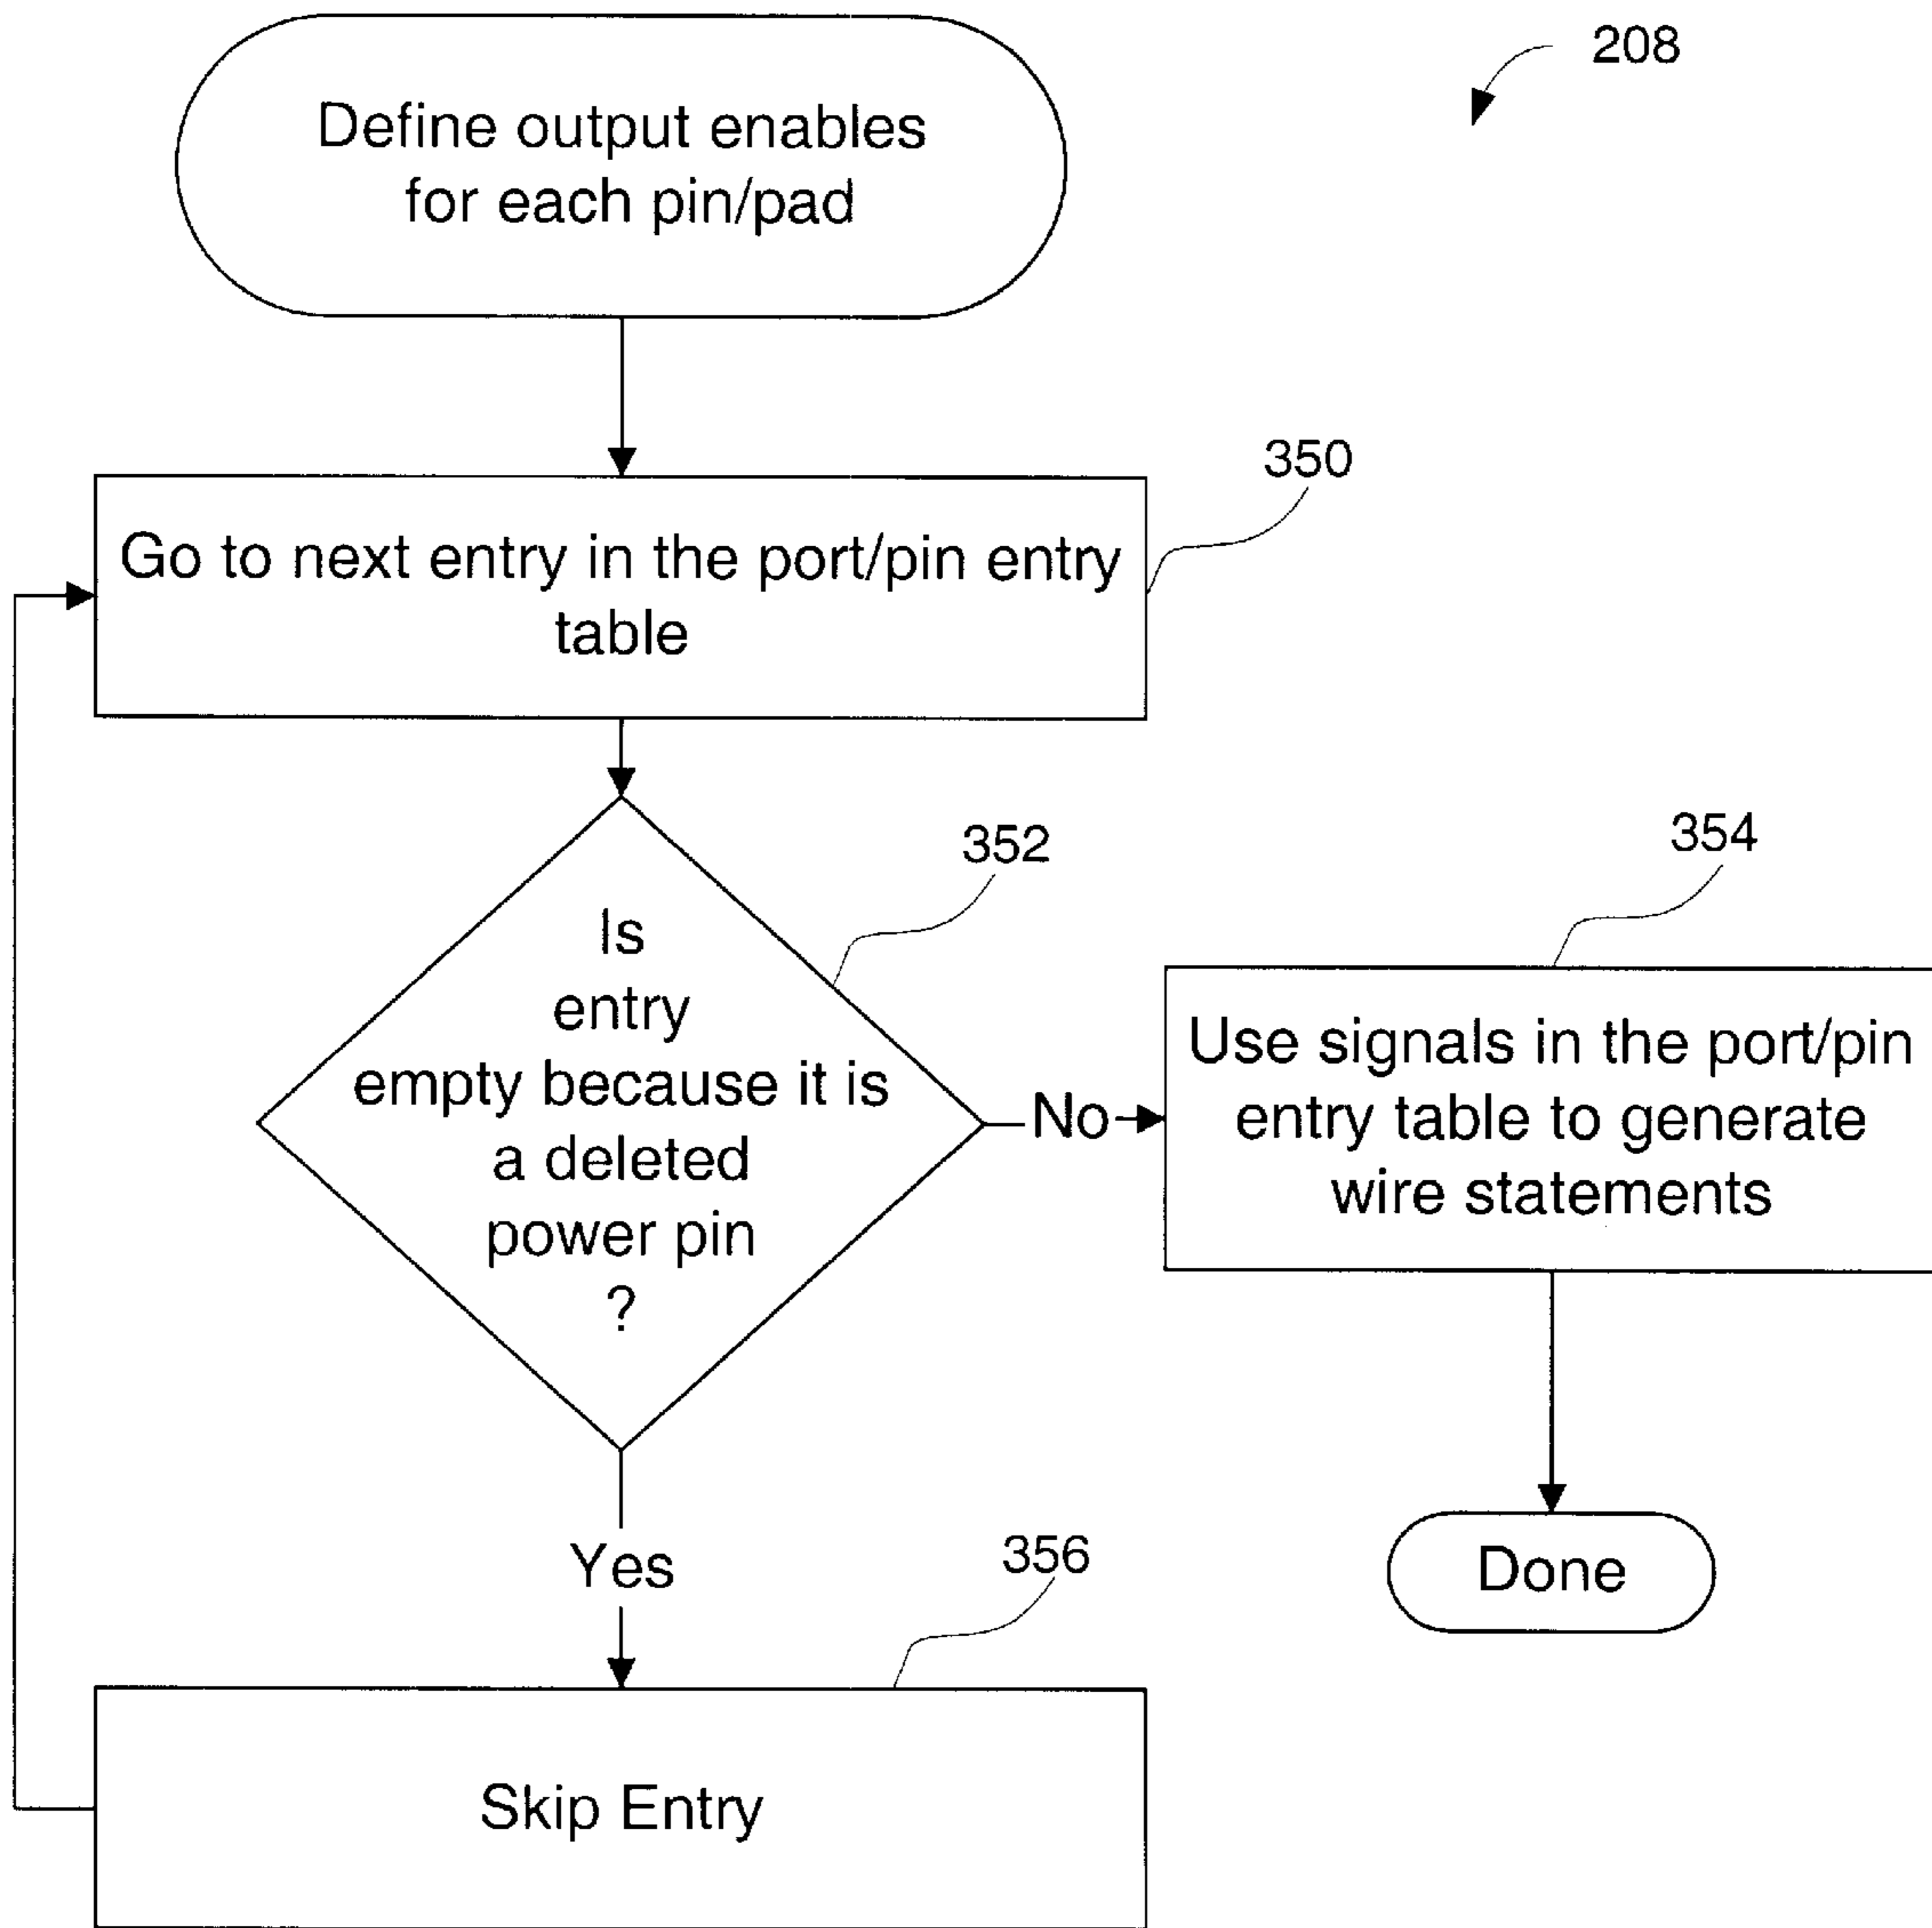 208
Define output enables
for each pin/pad
350
Go to next entry in the port/pin entry
table
352
Is
entry
empty because it is
a deleted
power pin
?
No
354
Use signals in the port/pin
entry table to generate
wire statements
Done
Yes
356
Skip Entry